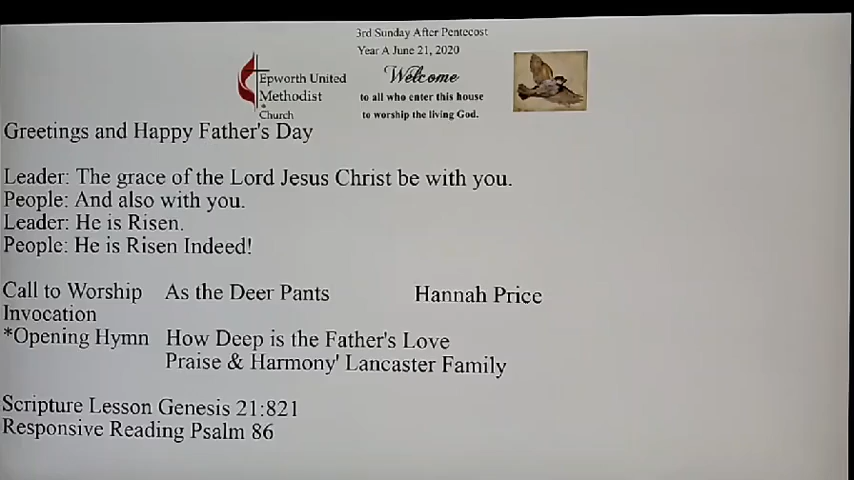 3rd Sunday After Pentecost
Year A June 21, 2020
Epworth United
Methodist
Church
Welcome
to all who enter this house
to worship the living God.
Greetings and Happy Father's Day
Leader: The grace of the Lord Jesus Christ be with you.
People: And also with you.
Leader: He is Risen.
People: He is Risen Indeed!
Call to Worship As the Deer Pants Hannah Price
Invocation
*Opening Hymn How Deep is the Father's Love
Praise & Harmony' Lancaster Family
Scripture Lesson Genesis 21:821
Responsive Reading Psalm 86